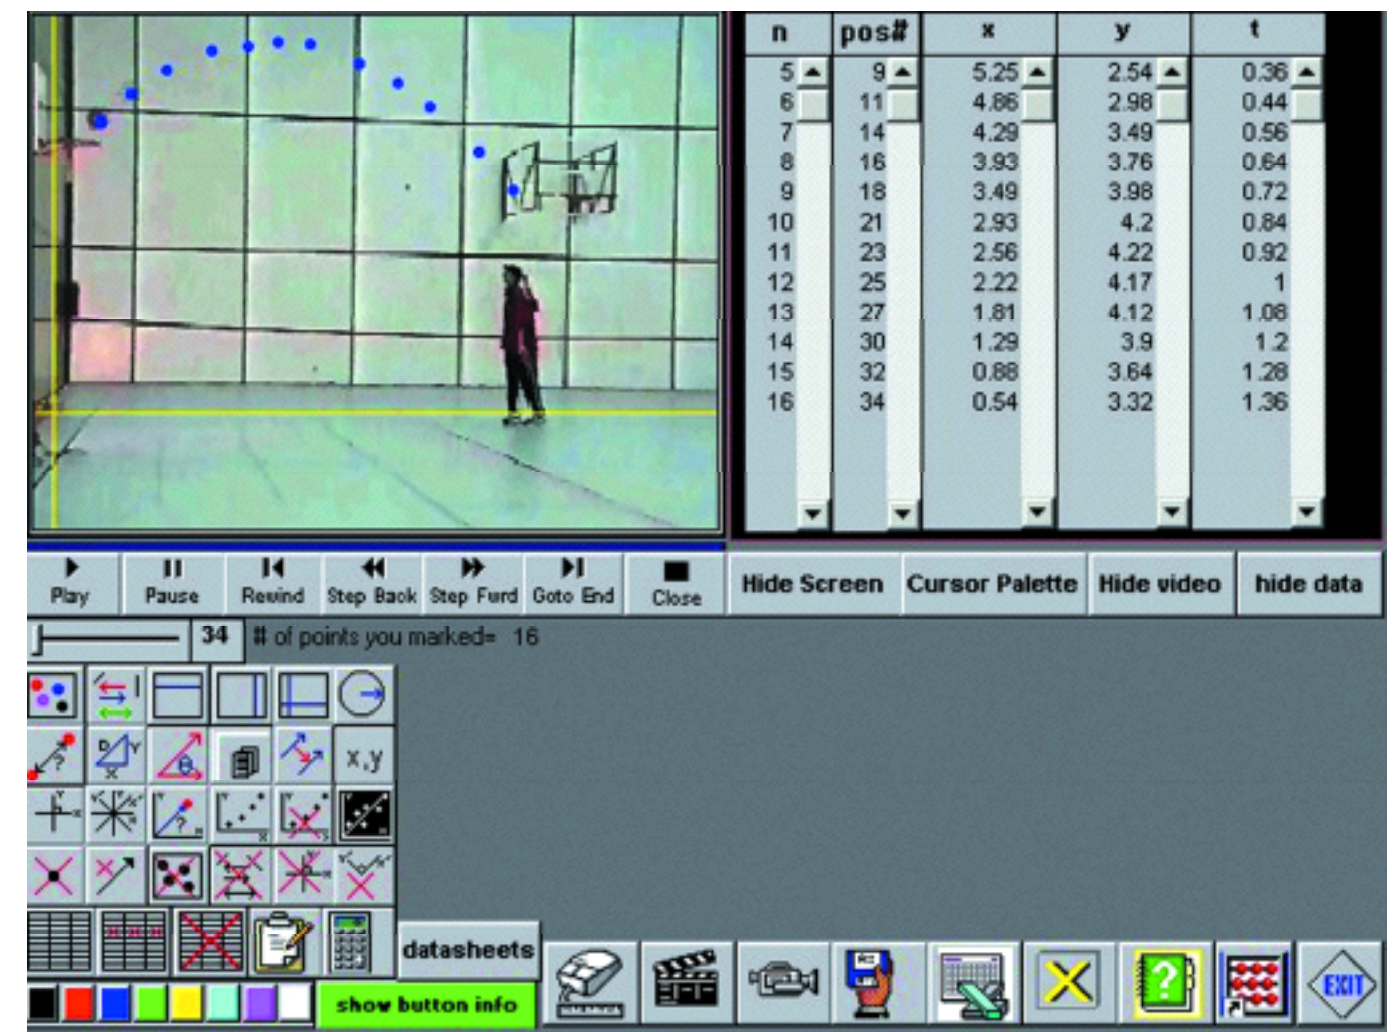 n pos# x y t
5 9 5.25 2.54 0.36
6 11 4.86 2.98 0.44
7 14 4.29 3.49 0.56
8 16 3.93 3.76 0.64
9 18 3.49 3.98 0.72
10 21 2.93 4.2 0.84
11 23 2.56 4.22 0.92
12 25 2.22 4.17 1
13 27 1.81 4.12 1.08
14 30 1.29 3.9 1.2
15 32 0.88 3.64 1.28
16 34 0.54 3.32 1.36
Play Pause Rewind Step Back Step Fwrd Goto End Close Hide Screen Cursor Palette Hide video hide data
34 # of points you marked= 16
? D Y X θ x,y
datasheets
show button info
? EXIT